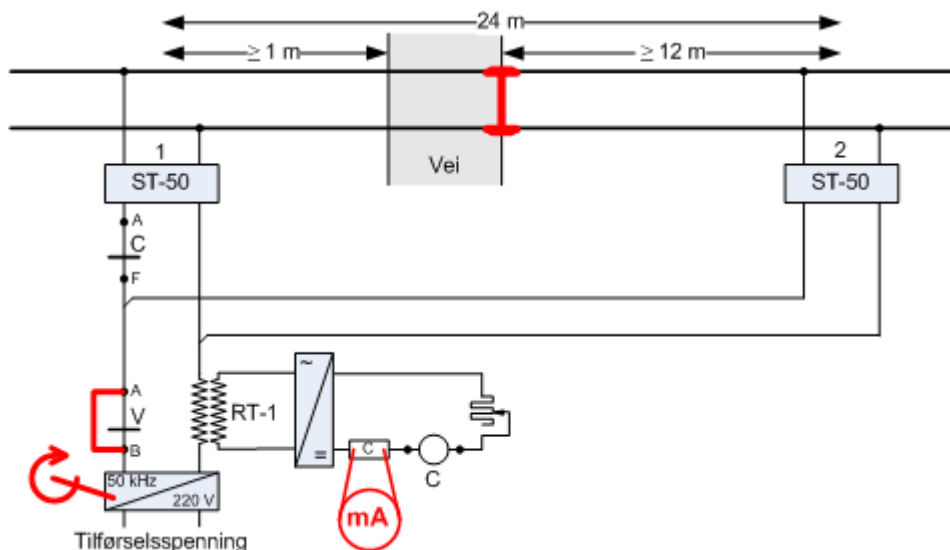 24 m
≥ 1 m
≥ 12 m
Vei
1
ST-50
2
ST-50
A
C
F
A
V
B
RT-1
~
=
C
C
mA
50 kHz
220 V
Tilførselsspenning